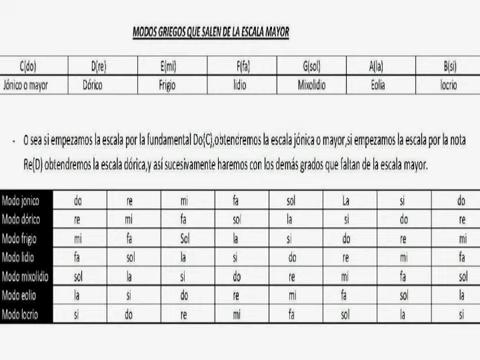 MODOS GRIEGOS QUE SALEN DE LA ESCALA MAYOR
C(do) D(re) E(mi) F(fa) G(sol) A(la) B(si)
Jónico o mayor Dórico Frigio lidio Mixolidio Eolia locrio
- O sea si empezamos la escala por la fundamental Do(C),obtendremos la escala jónica o mayor,si empezamos la escala por la nota
Re(D) obtendremos la escala dórica,y así sucesivamente haremos con los demás grados que faltan de la escala mayor.
Modo jonico do re mi fa sol La si do
Modo dórico re mi fa sol la si do re
Modo frigio mi fa Sol la si do re mi
Modo lidio fa sol la si do re mi fa
Modo mixolidio sol la si do re mi fa sol
Modo eolio la si do re mi fa sol la
Modo locrio si do re mi fa sol la si